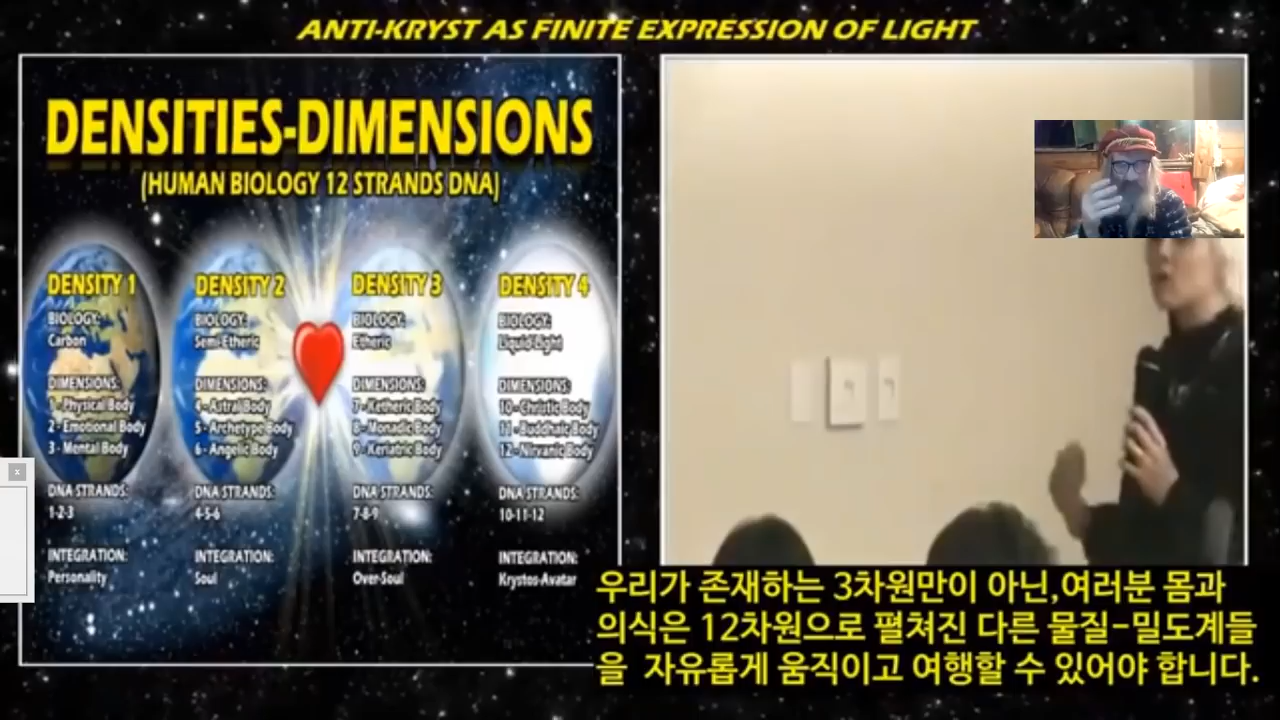 ANTI-KRYST AS FINITE EXPRESSION OF LIGHT
DENSITIES-DIMENSIONS
(HUMAN BIOLOGY 12 STRANDS DNA)
DENSITY 1
BIOLOGY:
Carbon
DIMENSIONS:
1 - Physical Body
2 - Emotional Body
3 - Mental Body
DNA STRANDS:
1-2-3
INTEGRATION:
Personality
DENSITY 2
BIOLOGY:
Semi-Etheric
DIMENSIONS:
4 - Astral Body
5 - Archetype Body
6 - Angelic Body
DNA STRANDS:
4-5-6
INTEGRATION:
Soul
DENSITY 3
BIOLOGY:
Etheric
DIMENSIONS:
7 - Ketheric Body
8 - Monadic Body
9 - Keriatric Body
DNA STRANDS:
7-8-9
INTEGRATION:
Over-Soul
DENSITY 4
BIOLOGY:
Liquid-Light
DIMENSIONS:
10 - Christic Body
11 - Buddhaic Body
12 - Nirvanic Body
DNA STRANDS:
10-11-12
INTEGRATION:
Krystos-Avatar
우리가 존재하는 3차원만이 아닌,여러분 몸과
의식은 12차원으로 펼쳐진 다른 물질-밀도계들
을 자유롭게 움직이고 여행할 수 있어야 합니다.
x